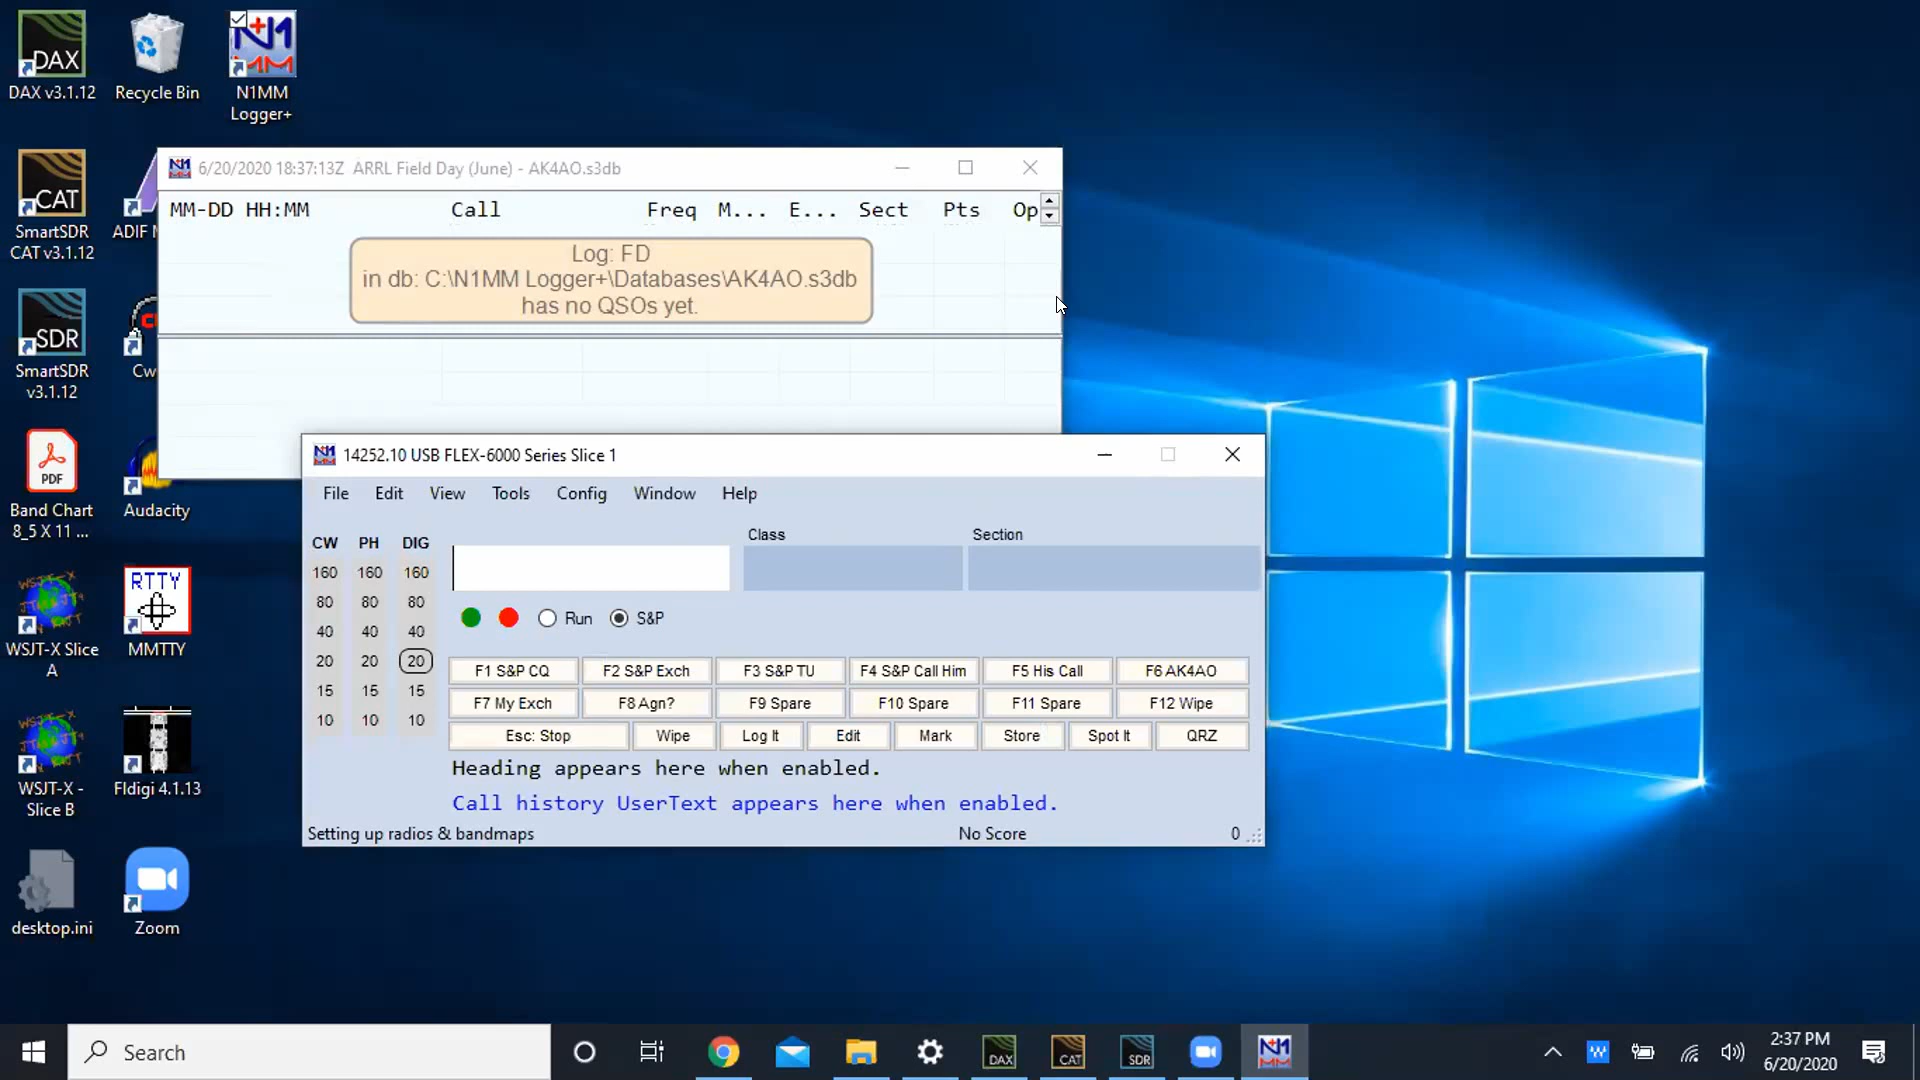 DAX
DAX v3.1.12
Recycle Bin
N1
MM
N1MM
Logger+
CAT
SmartSDR
CAT v3.1.12
ADIF
SDR
SmartSDR
v3.1.12
Cw
PDF
Band Chart
8_5 X 11 ...
Audacity
WSJT-X
WSJT-X Slice
A
RTTY
MMTTY
WSJT-X
WSJT-X -
Slice B
Fldigi 4.1.13
desktop.ini
Zoom
6/20/2020 18:37:13Z ARRL Field Day (June) - AK4AO.s3db
MM-DD HH:MM Call Freq M... E... Sect Pts Op
Log: FD
in db: C:\N1MM Logger+\Databases\AK4AO.s3db
has no QSOs yet.
14252.10 USB FLEX-6000 Series Slice 1
File Edit View Tools Config Window Help
Class Section
CW PH DIG
160 160 160
80 80 80
40 40 40
20 20 20
15 15 15
10 10 10
Run S&P
F1 S&P CQ F2 S&P Exch F3 S&P TU F4 S&P Call Him F5 His Call F6 AK4AO
F7 My Exch F8 Agn? F9 Spare F10 Spare F11 Spare F12 Wipe
Esc: Stop Wipe Log It Edit Mark Store Spot It QRZ
Heading appears here when enabled.
Call history UserText appears here when enabled.
Setting up radios & bandmaps No Score 0
Search
DAX CAT SDR N1 MM
W
2:37 PM
6/20/2020